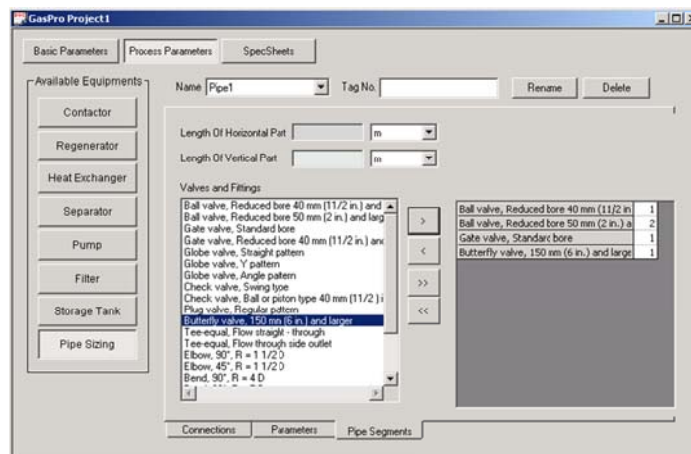 GasPro Project1
Basic Parameters
Process Parameters
SpecSheets
Available Equipments
Contactor
Regenerator
Heat Exchanger
Separator
Pump
Filter
Storage Tank
Pipe Sizing
Name Pipe1 Tag No. Rename Delete
Length Of Horizontal Part m
Length Of Vertical Part m
Valves and Fittings
Ball valve, Reduced bore 40 mm (11/2 in.) and
Ball valve, Reduced bore 50 mm (2 in.) and larg
Gate valve, Standard bore
Gate valve, Reduced bore 40 mm (11/2 in.) anc
Globe valve, Straight pattern
Globe valve, Y pattern
Globe valve, Angle pattern
Check valve, Swing type
Check valve, Ball or piton type 40 mm (11/2 ) i
Plug valve, Regular pattern
Butterfly valve, 150 mn (6 in.) and larger
Tee-equal, Flow straight - through
Tee-equal, Flow through side outlet
Elbow, 90°, R = 1 1/2 D
Elbow, 45°, R = 1 1/2 D
Bend, 90°, R = 4 D
>
<
>>
<<
Ball valve, Reduced bore 40 mm (11/2 in 1
Ball valve, Reduced bore 50 mm (2 in.) a 2
Gate valve, Standarc bore 1
Butterfly valve, 150 mm (6 in.) and large 1
Connections
Parameters
Pipe Segments